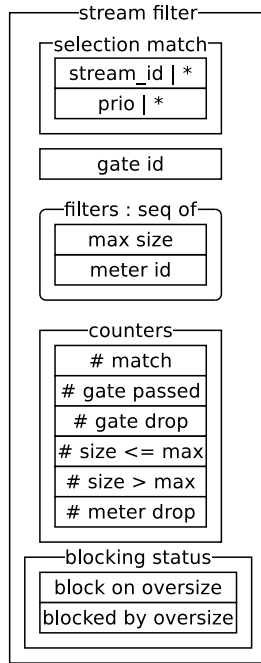 stream filter
selection match
stream_id | *
prio | *
gate id
filters : seq of
max size
meter id
counters
# match
# gate passed
# gate drop
# size <= max
# size > max
# meter drop
blocking status
block on oversize
blocked by oversize